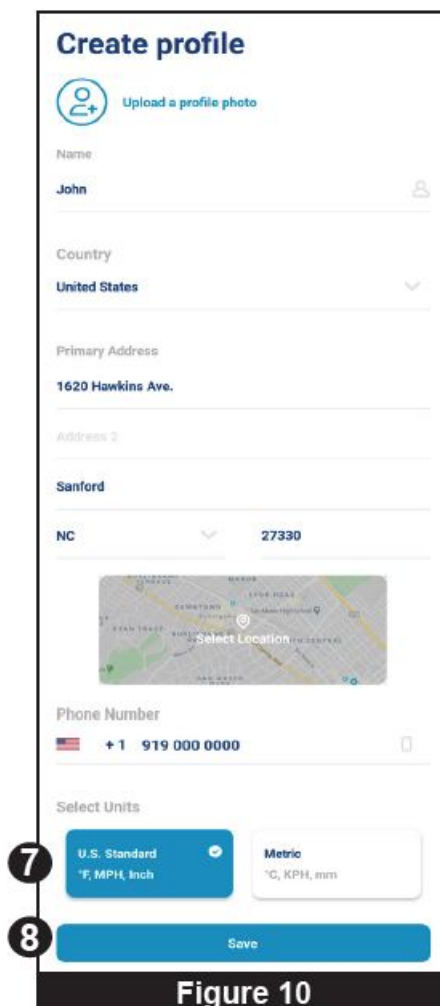 Create profile
Upload a profile photo
Name
John
Country
United States
Primary Address
1620 Hawkins Ave.
Address 2
Sanford
NC 27330
Select Location
Phone Number
+ 1 919 000 0000
Select Units
7
U.S. Standard Metric
°F, MPH, Inch °C, KPH, mm
8 Save
Figure 10